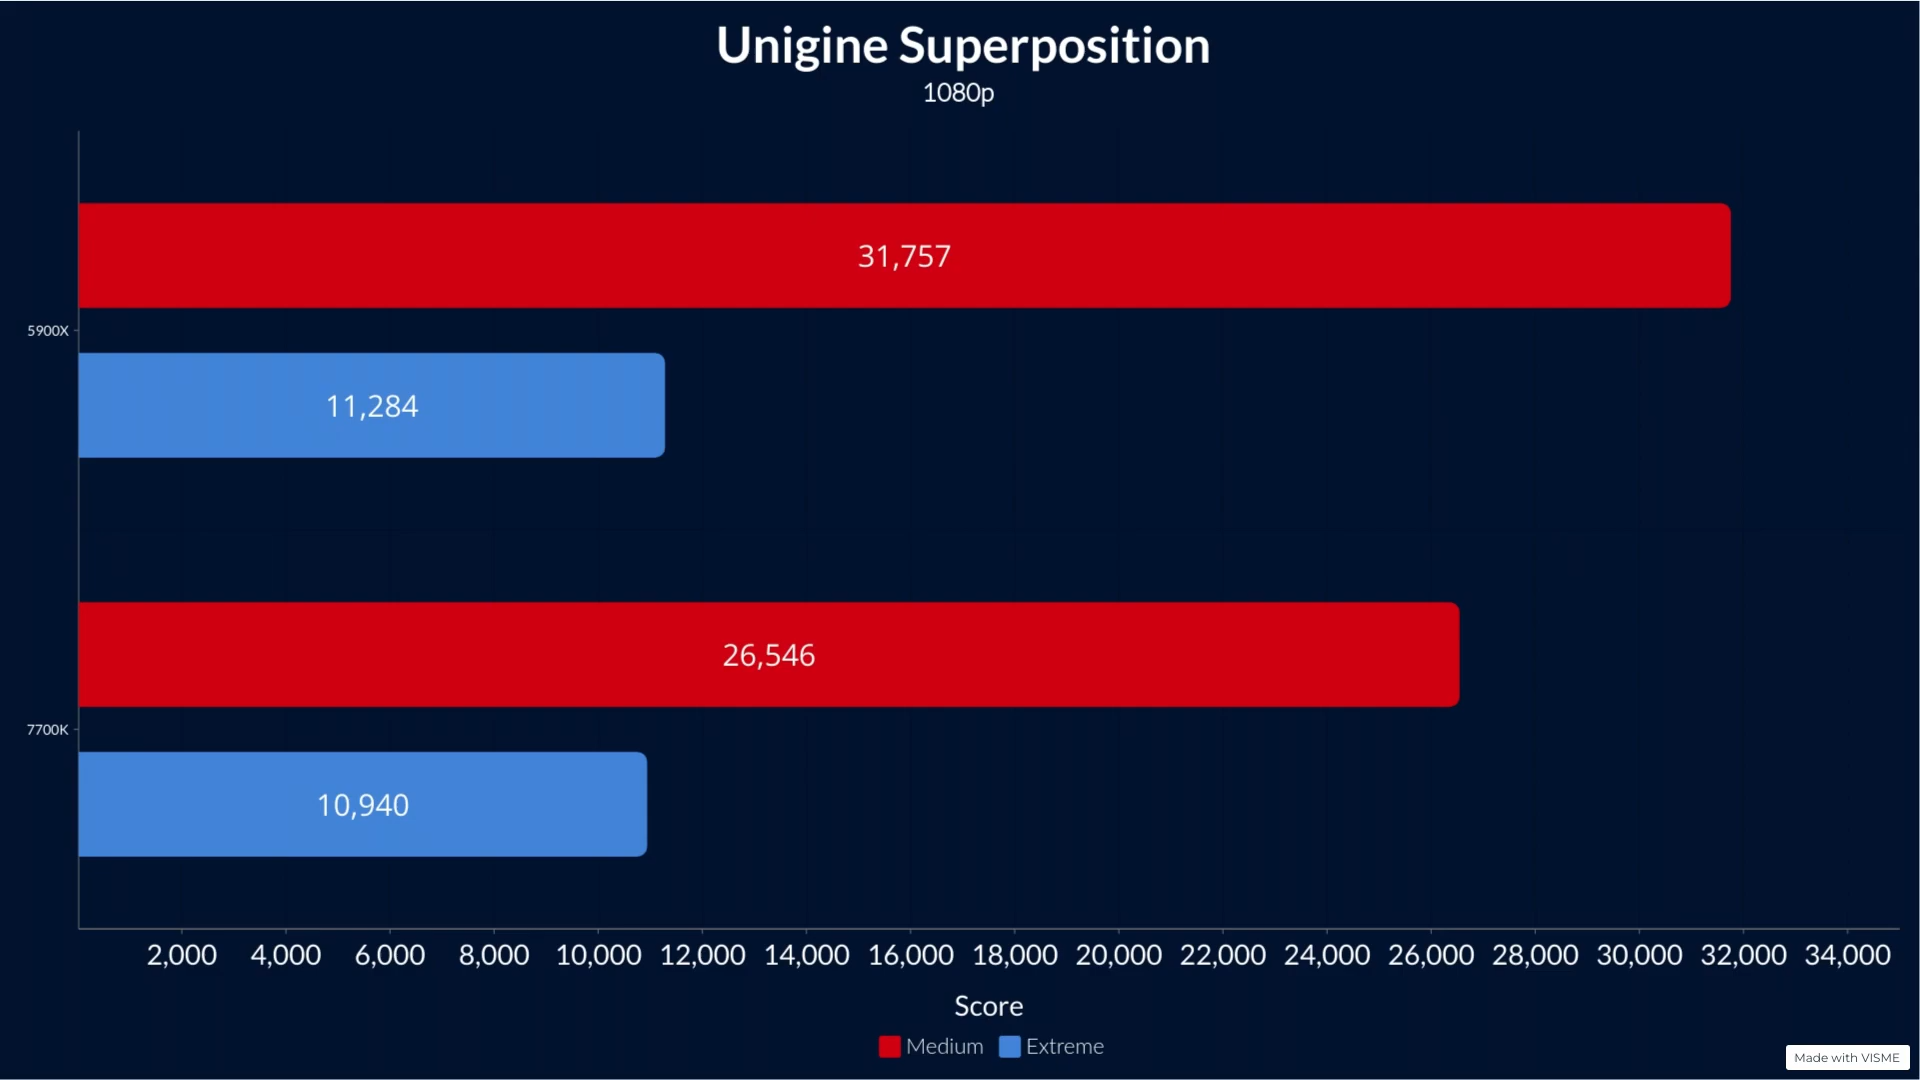 Unigine Superposition
1080p
31,757
5900X
11,284
26,546
7700K
10,940
2,000 4,000 6,000 8,000 10,000 12,000 14,000 16,000 18,000 20,000 22,000 24,000 26,000 28,000 30,000 32,000 34,000
Score
Medium Extreme
Made with VISME